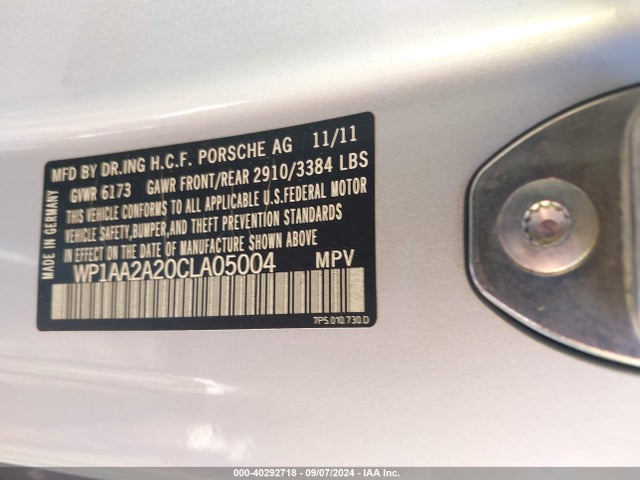 MFD BY DR.ING H.C.F. PORSCHE AG 11/11
GVWR 6173 GAWR FRONT/REAR 2910/3384 LBS
THIS VEHICLE CONFORMS TO ALL APPLICABLE U.S.FEDERAL MOTOR
VEHICLE SAFETY,BUMPER,AND THEFT PREVENTION STANDARDS
IN EFFECT ON THE DATE OF MANUFACTURE SHOWN ABOVE
WP1AA2A20CLA05004 MPV
7P5.010.730.D
MADE IN GERMANY
000-40292718 - 09/07/2024 - IAA Inc.